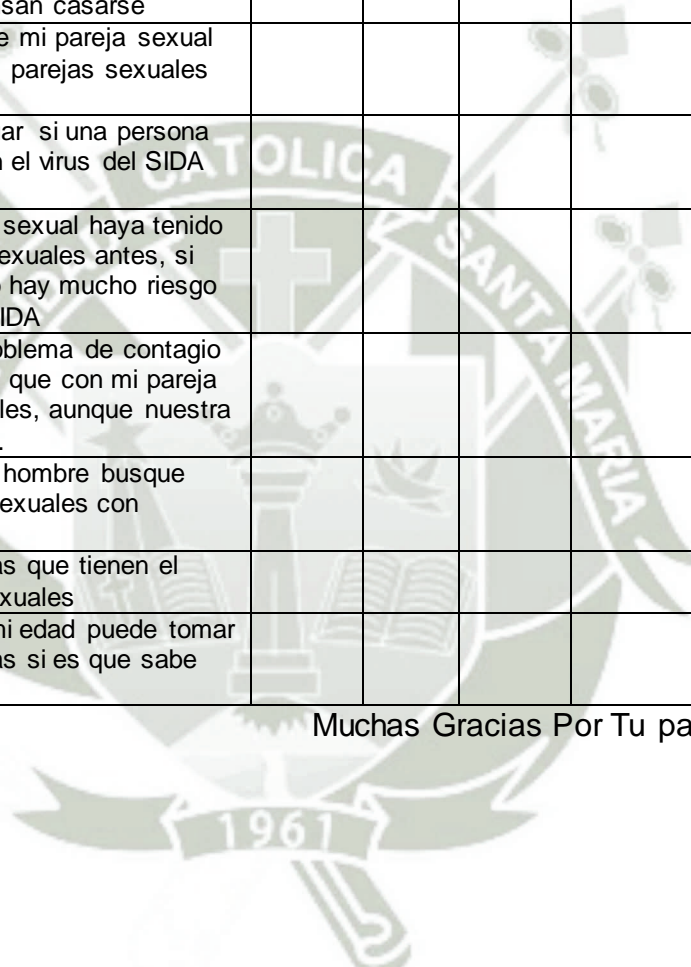 san casarse
e mi pareja sexual
parejas sexuales
ar si una persona
el virus del SIDA
sexual haya tenido
exuales antes, si
hay mucho riesgo
IDA
blema de contagio
que con mi pareja
les, aunque nuestra
.
hombre busque
exuales con
as que tienen el
xuales
mi edad puede tomar
as si es que sabe
Muchas Gracias Por Tu pa
CATOLICA
SANTA MARIA
1961